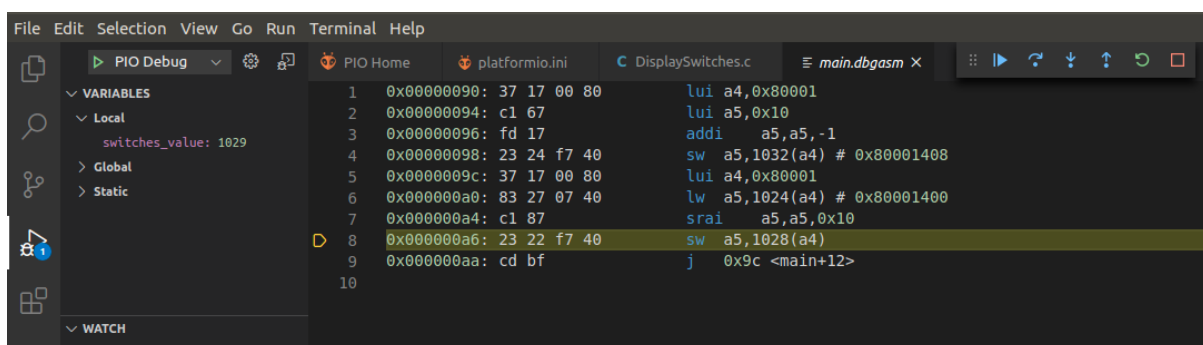 File Edit Selection View Go Run Terminal Help
PIO Debug
PIO Home platformio.ini C DisplaySwitches.c main.dbgasm
VARIABLES
Local
switches_value: 1029
Global
Static
1
1 0x00000090: 37 17 00 80 lui a4,0x80001
2 0x00000094: c1 67 lui a5,0x10
3 0x00000096: fd 17 addi a5,a5,-1
4 0x00000098: 23 24 f7 40 sw a5,1032(a4) # 0x80001408
5 0x0000009c: 37 17 00 80 lui a4,0x80001
6 0x000000a0: 83 27 07 40 lw a5,1024(a4) # 0x80001400
7 0x000000a4: c1 87 srai a5,a5,0x10
8 0x000000a6: 23 22 f7 40 sw a5,1028(a4)
9 0x000000aa: cd bf j 0x9c <main+12>
10
WATCH